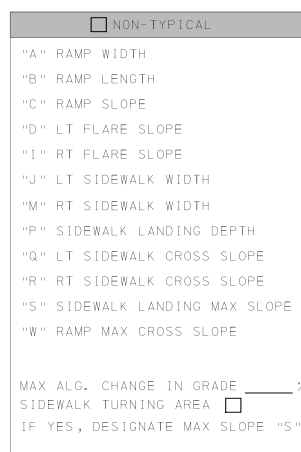 NON-TYPICAL
"A" RAMP WIDTH
"B" RAMP LENGTH
"C" RAMP SLOPE
"D" LT FLARE SLOPE
"I" RT FLARE SLOPE
"J" LT SIDEWALK WIDTH
"M" RT SIDEWALK WIDTH
"P" SIDEWALK LANDING DEPTH
"Q" LT SIDEWALK CROSS SLOPE
"R" RT SIDEWALK CROSS SLOPE
"S" SIDEWALK LANDING MAX SLOPE
"W" RAMP MAX CROSS SLOPE
MAX ALG. CHANGE IN GRADE _____ %
SIDEWALK TURNING AREA
IF YES, DESIGNATE MAX SLOPE "S"